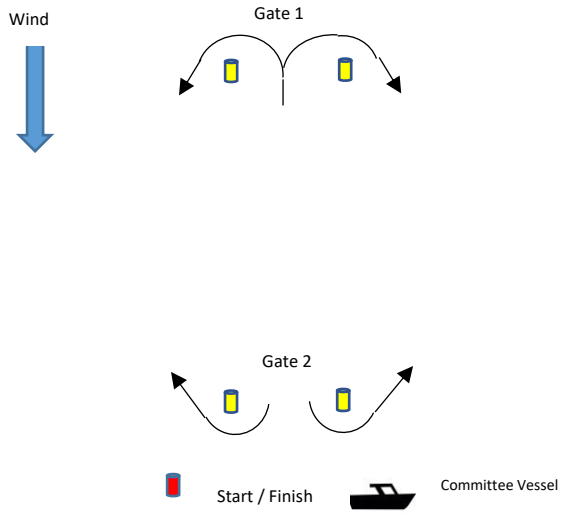 Gate 1
Wind
Gate 2
Committee Vessel
Start / Finish